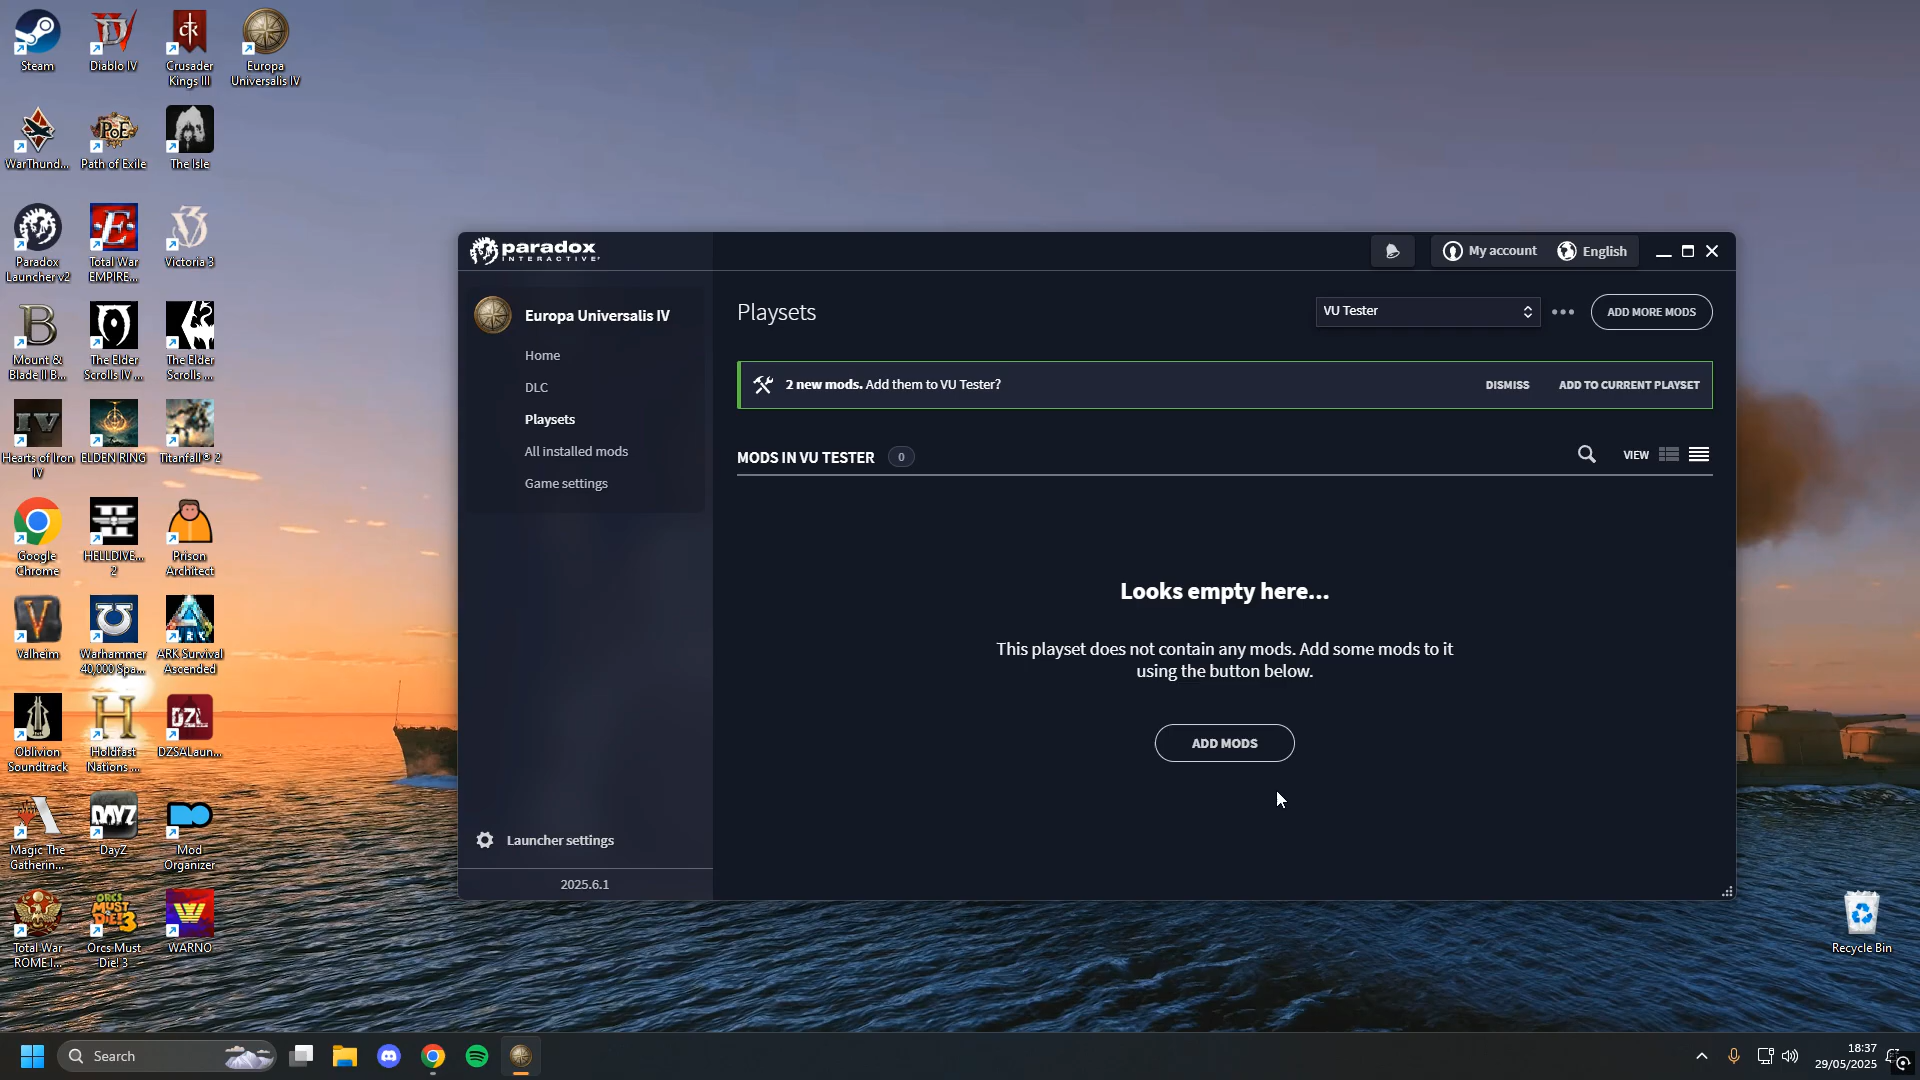 Steam
Diablo IV
Crusader
Kings III
Europa
Universalis IV
WarThund...
Path of Exile
The Isle
Paradox
Launcher v2
Total War
EMPIRE...
Victoria 3
Mount &
Blade II B...
The Elder
Scrolls IV ...
The Elder
Scrolls ...
IV
Hearts of Iron
IV
ELDEN RING
Titanfall® 2
Google
Chrome
HELLDIVE...
2
Prison
Architect
Valheim
Warhammer
40,000 Spa...
ARK Survival
Ascended
Oblivion
Soundtrack
Holdfast
Nations ...
DZL
DZSALaun...
Magic The
Gatherin...
DAYZ
DayZ
Mod
Organizer
Total War
ROME I...
ORCS
MUST
DIE! 3
Orcs Must
Die! 3
WARNO
Recycle Bin
paradox
INTERACTIVE
My account
English
Europa Universalis IV
Home
DLC
Playsets
All installed mods
Game settings
Launcher settings
2025.6.1
Playsets
VU Tester
ADD MORE MODS
2 new mods. Add them to VU Tester?
DISMISS
ADD TO CURRENT PLAYSET
MODS IN VU TESTER 0
VIEW
Looks empty here...
This playset does not contain any mods. Add some mods to it
using the button below.
ADD MODS
Search
18:37
29/05/2025